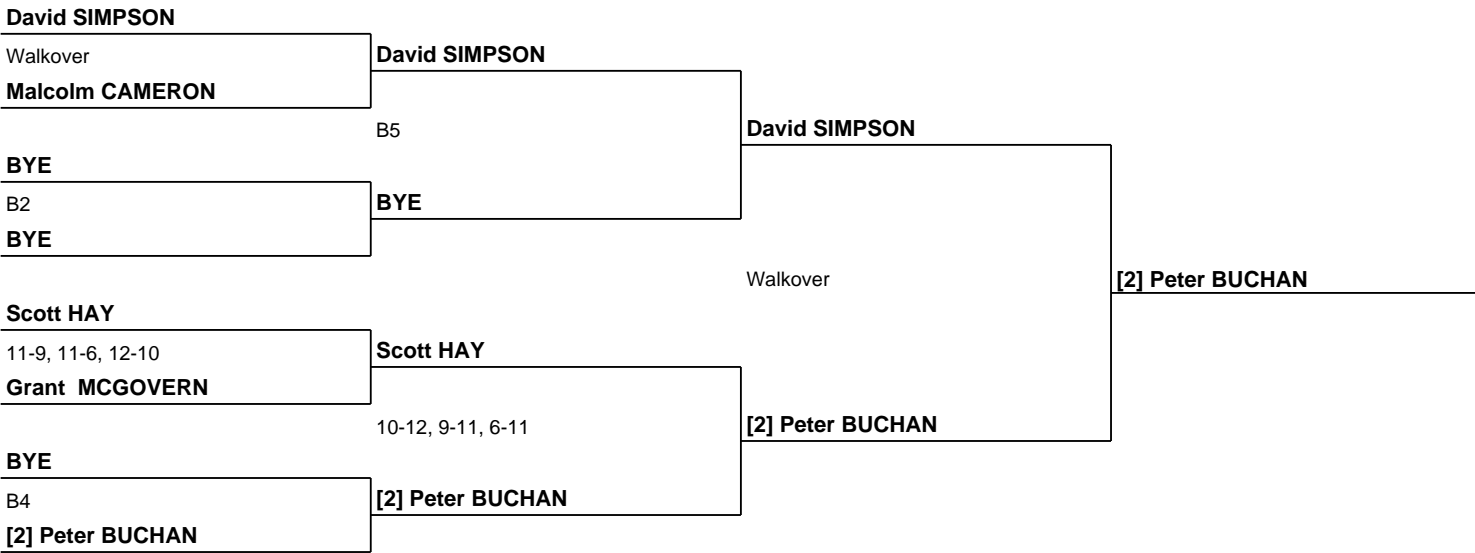 David SIMPSON
Walkover
Malcolm CAMERON
BYE
B2
BYE
Scott HAY
11-9, 11-6, 12-10
Grant  MCGOVERN
BYE
B4
[2] Peter BUCHAN
David SIMPSON
B5
BYE
Scott HAY
10-12, 9-11, 6-11
[2] Peter BUCHAN
David SIMPSON
Walkover
[2] Peter BUCHAN
[2] Peter BUCHAN